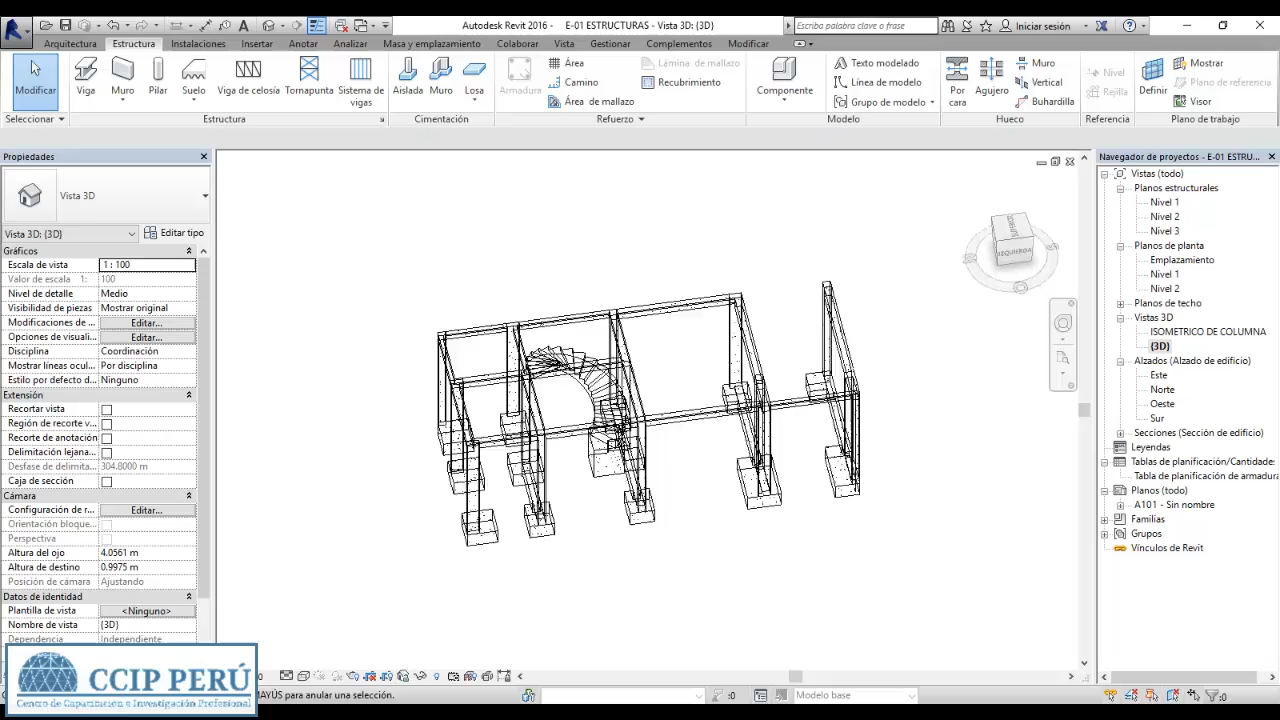 Autodesk Revit 2016 - E-01 ESTRUCTURAS - Vista 3D: {3D}
Escriba palabra clave o frase
Iniciar sesión
Arquitectura Estructura Instalaciones Insertar Anotar Analizar Masa y emplazamiento Colaborar Vista Gestionar Complementos Modificar
Modificar
Viga
Muro
Pilar
Suelo
Viga de celosía
Tornapunta
Sistema de vigas
Aislada
Muro
Losa
Armadura
Área
Camino
Área de mallazo
Lámina de mallazo
Recubrimiento
Componente
Texto modelado
Línea de modelo
Grupo de modelo
Por cara
Agujero
Muro
Vertical
Buhardilla
Nivel
Rejilla
Definir
Mostrar
Plano de referencia
Visor
Seleccionar Estructura Cimentación Refuerzo Modelo Hueco Referencia Plano de trabajo
Propiedades
Vista 3D
Vista 3D: {3D} Editar tipo
Gráficos
Escala de vista 1 : 100
Valor de escala 1: 100
Nivel de detalle Medio
Visibilidad de piezas Mostrar original
Modificaciones de ... Editar...
Opciones de visuali... Editar...
Disciplina Coordinación
Mostrar líneas ocul... Por disciplina
Estilo por defecto d... Ninguno
Extensión
Recortar vista
Región de recorte v...
Recorte de anotación
Delimitación lejana...
Desfase de delimita... 304.8000 m
Caja de sección
Cámara
Configuración de r... Editar...
Orientación bloque...
Perspectiva
Altura del ojo 4.0561 m
Altura de destino 0.9975 m
Posición de cámara Ajustando
Datos de identidad
Plantilla de vista <Ninguno>
Nombre de vista {3D}
Dependencia Independiente
IZQUIERDA
Navegador de proyectos - E-01 ESTRU...
Vistas (todo)
Planos estructurales
Nivel 1
Nivel 2
Nivel 3
Planos de planta
Emplazamiento
Nivel 1
Nivel 2
Planos de techo
Vistas 3D
ISOMETRICO DE COLUMNA
{3D}
Alzados (Alzado de edificio)
Este
Norte
Oeste
Sur
Secciones (Sección de edificio)
Leyendas
Tablas de planificación/Cantidade:
Tabla de planificación de armadura
Planos (todo)
A101 - Sin nombre
Familias
Grupos
Vínculos de Revit
CCIP PERÚ
Centro de Capacitación e Investigación Profesional
MAYÚS para anular una selección.
:0
Modelo base
:0